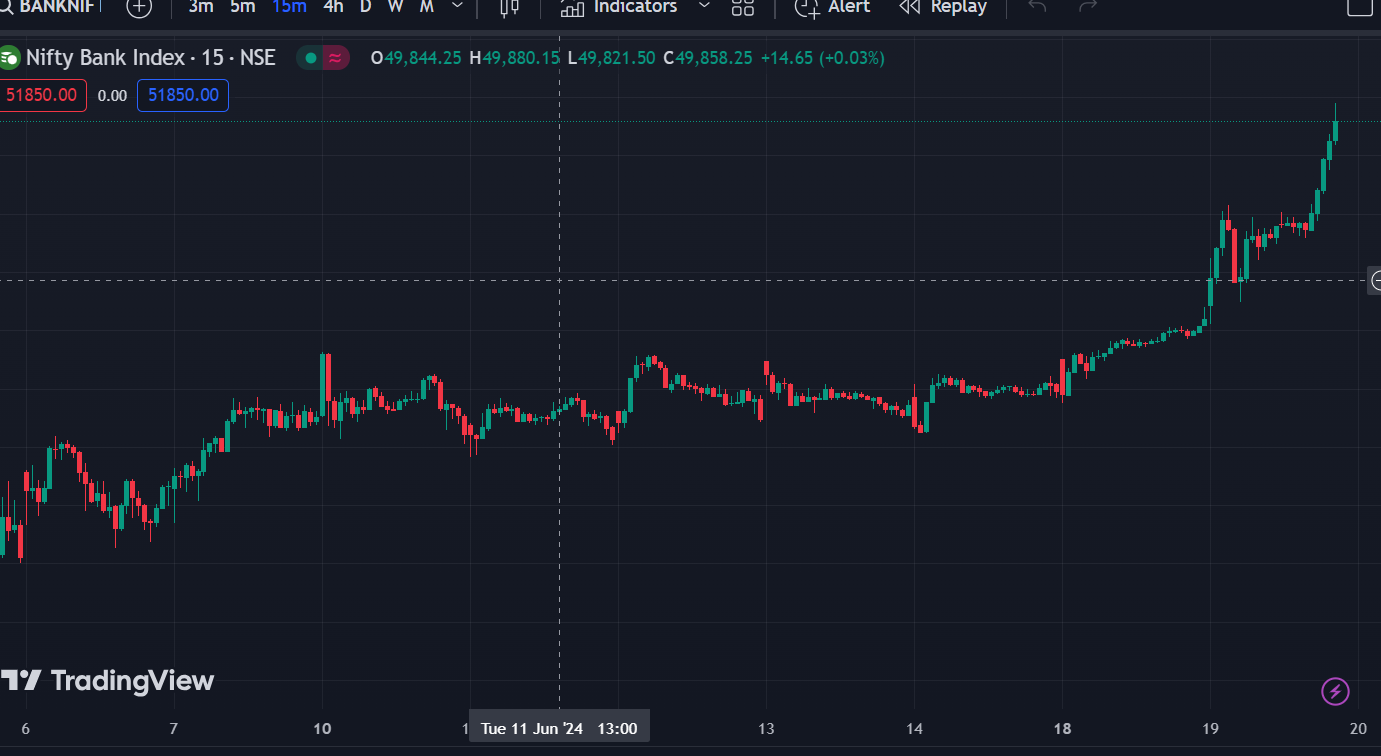 BANKNIFT 3m 5m 15m 4h D W M Indicators Alert Replay
Nifty Bank Index · 15 · NSE O49,844.25 H49,880.15 L49,821.50 C49,858.25 +14.65 (+0.03%)
51850.00 0.00 51850.00
TradingView
6 7 10 1 Tue 11 Jun '24 13:00 13 14 18 19 20